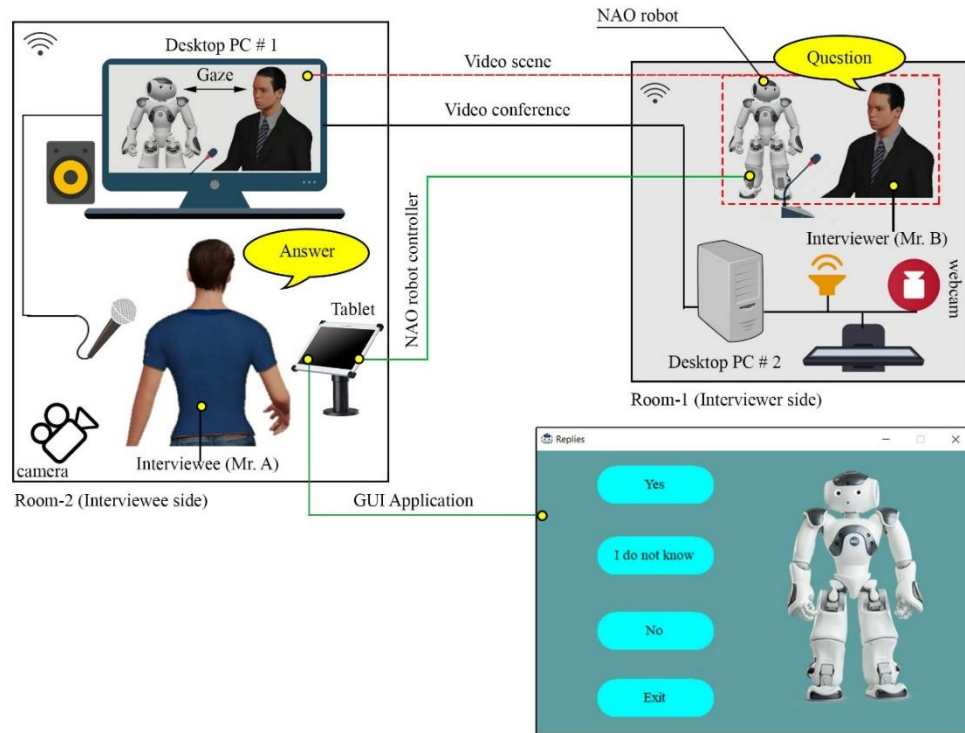 NAO robot
Desktop PC # 1
Gaze
Video scene
Question
Video conference
Interviewer (Mr. B)
Answer
NAO robot controller
webcam
Tablet
Desktop PC # 2
Room-1 (Interviewer side)
camera
Interviewee (Mr. A)
Room-2 (Interviewee side)
GUI Application
Replies
Yes
I do not know
No
Exit